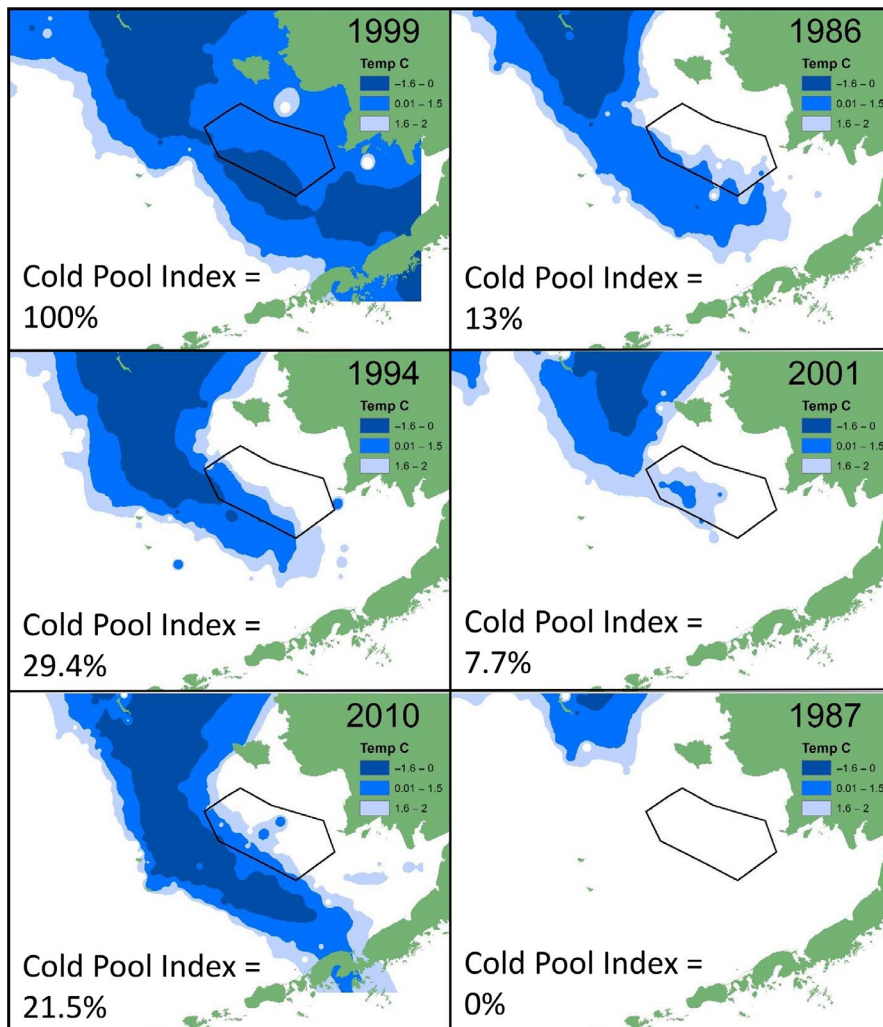 1999
Temp C
−1.6 – 0
0.01 – 1.5
1.6 – 2
Cold Pool Index =
100%
1986
Temp C
−1.6 – 0
0.01 – 1.5
1.6 – 2
Cold Pool Index =
13%
1994
Temp C
−1.6 – 0
0.01 – 1.5
1.6 – 2
Cold Pool Index =
29.4%
2001
Temp C
−1.6 – 0
0.01 – 1.5
1.6 – 2
Cold Pool Index =
7.7%
2010
Temp C
−1.6 – 0
0.01 – 1.5
1.6 – 2
Cold Pool Index =
21.5%
1987
Temp C
−1.6 – 0
0.01 – 1.5
1.6 – 2
Cold Pool Index =
0%